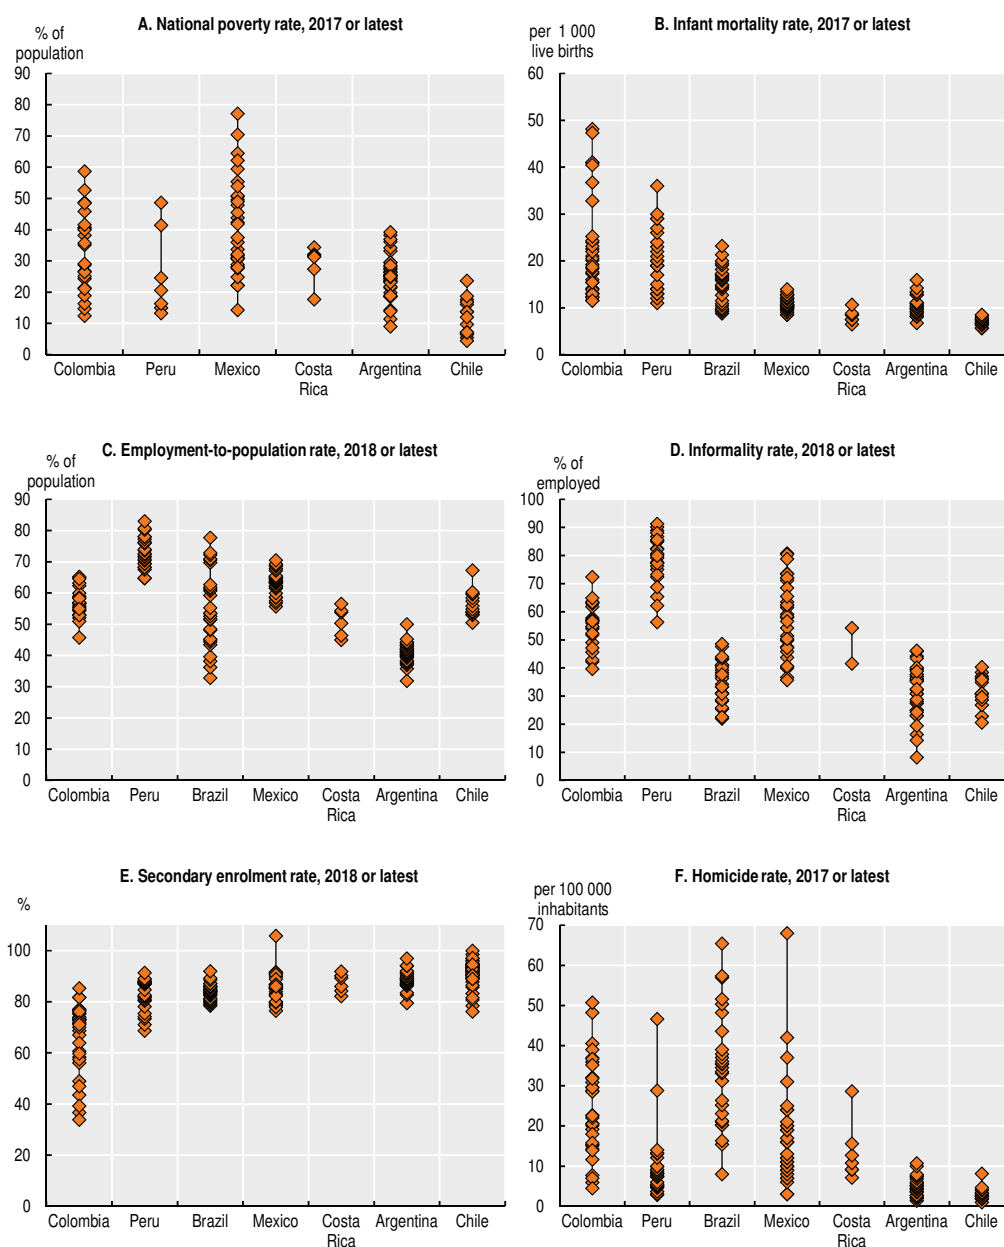 A. National poverty rate, 2017 or latest
% of
population
90
80
70
60
50
40
30
20
10
0
Colombia Peru Mexico Costa Rica Argentina Chile
B. Infant mortality rate, 2017 or latest
per 1 000
live births
60
50
40
30
20
10
0
Colombia Peru Brazil Mexico Costa Rica Argentina Chile
C. Employment-to-population rate, 2018 or latest
% of
population
90
80
70
60
50
40
30
20
10
0
Colombia Peru Brazil Mexico Costa Rica Argentina Chile
D. Informality rate, 2018 or latest
% of
employed
100
90
80
70
60
50
40
30
20
10
0
Colombia Peru Brazil Mexico Costa Rica Argentina Chile
E. Secondary enrolment rate, 2018 or latest
%
100
80
60
40
20
0
Colombia Peru Brazil Mexico Costa Rica Argentina Chile
F. Homicide rate, 2017 or latest
per 100 000
inhabitants
70
60
50
40
30
20
10
0
Colombia Peru Brazil Mexico Costa Rica Argentina Chile